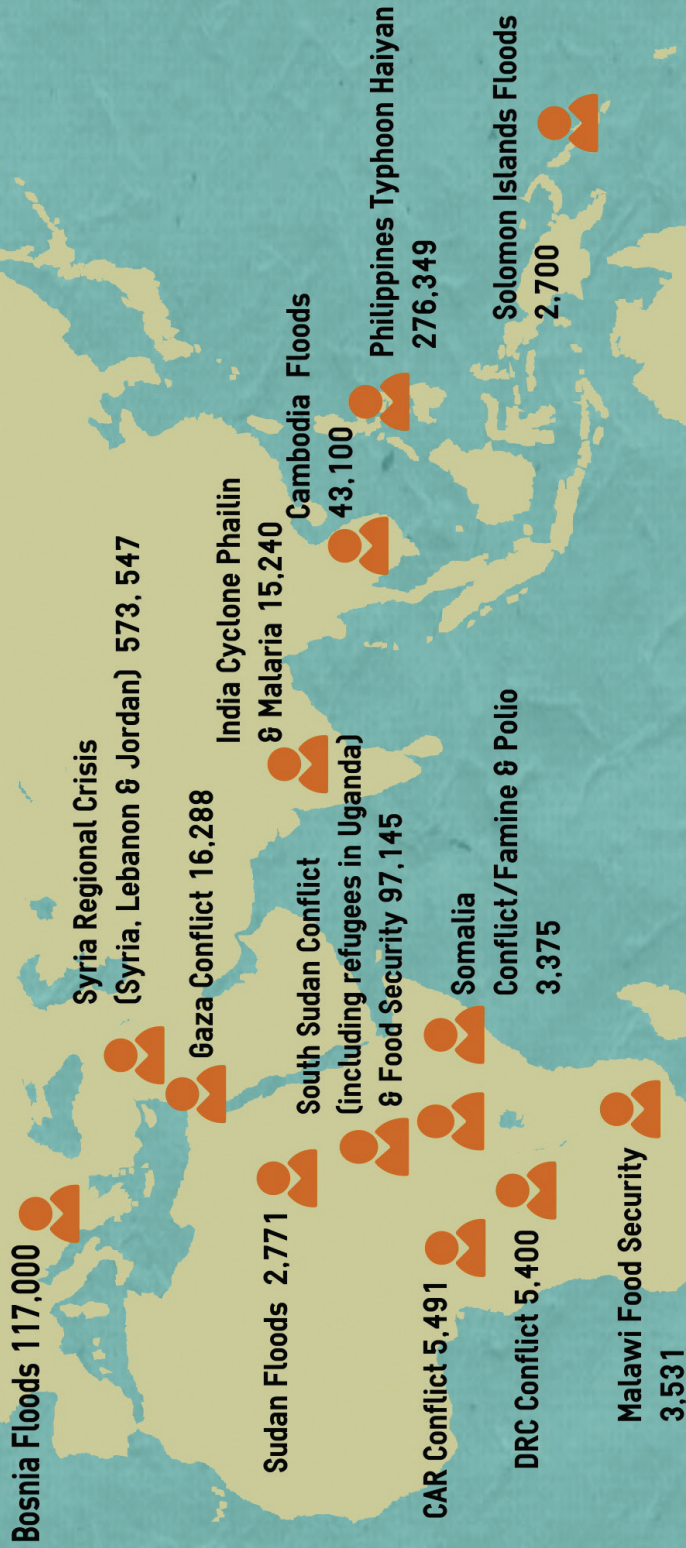 Bosnia Floods 117,000
Syria Regional Crisis
(Syria, Lebanon & Jordan) 573, 547
Gaza Conflict 16,288
India Cyclone Phailin
& Malaria 15,240
Cambodia Floods
43,100
Philippines Typhoon Haiyan
276,349
Solomon Islands Floods
2,700
Sudan Floods 2,771
South Sudan Conflict
(including refugees in Uganda)
& Food Security 97,145
Somalia
Conflict/Famine & Polio
3,375
CAR Conflict 5,491
DRC Conflict 5,400
Malawi Food Security
3,531